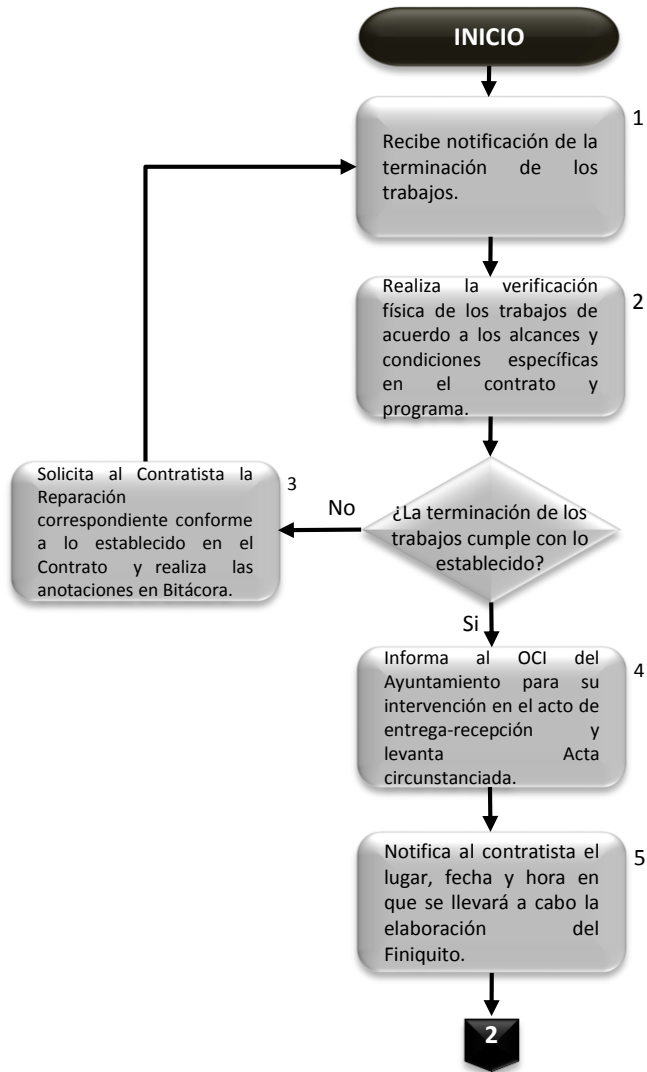 INICIO
1
Recibe notificación de la
terminación de los
trabajos.
2
Realiza la verificación
física de los trabajos de
acuerdo a los alcances y
condiciones específicas
en el contrato y
programa.
3
Solicita al Contratista la
Reparación
correspondiente conforme
a lo establecido en el
Contrato y realiza las
anotaciones en Bitácora.
No
¿La terminación de los
trabajos cumple con lo
establecido?
Si
4
Informa al OCI del
Ayuntamiento para su
intervención en el acto de
entrega-recepción y
levanta Acta
circunstanciada.
5
Notifica al contratista el
lugar, fecha y hora en
que se llevará a cabo la
elaboración del
Finiquito.
2